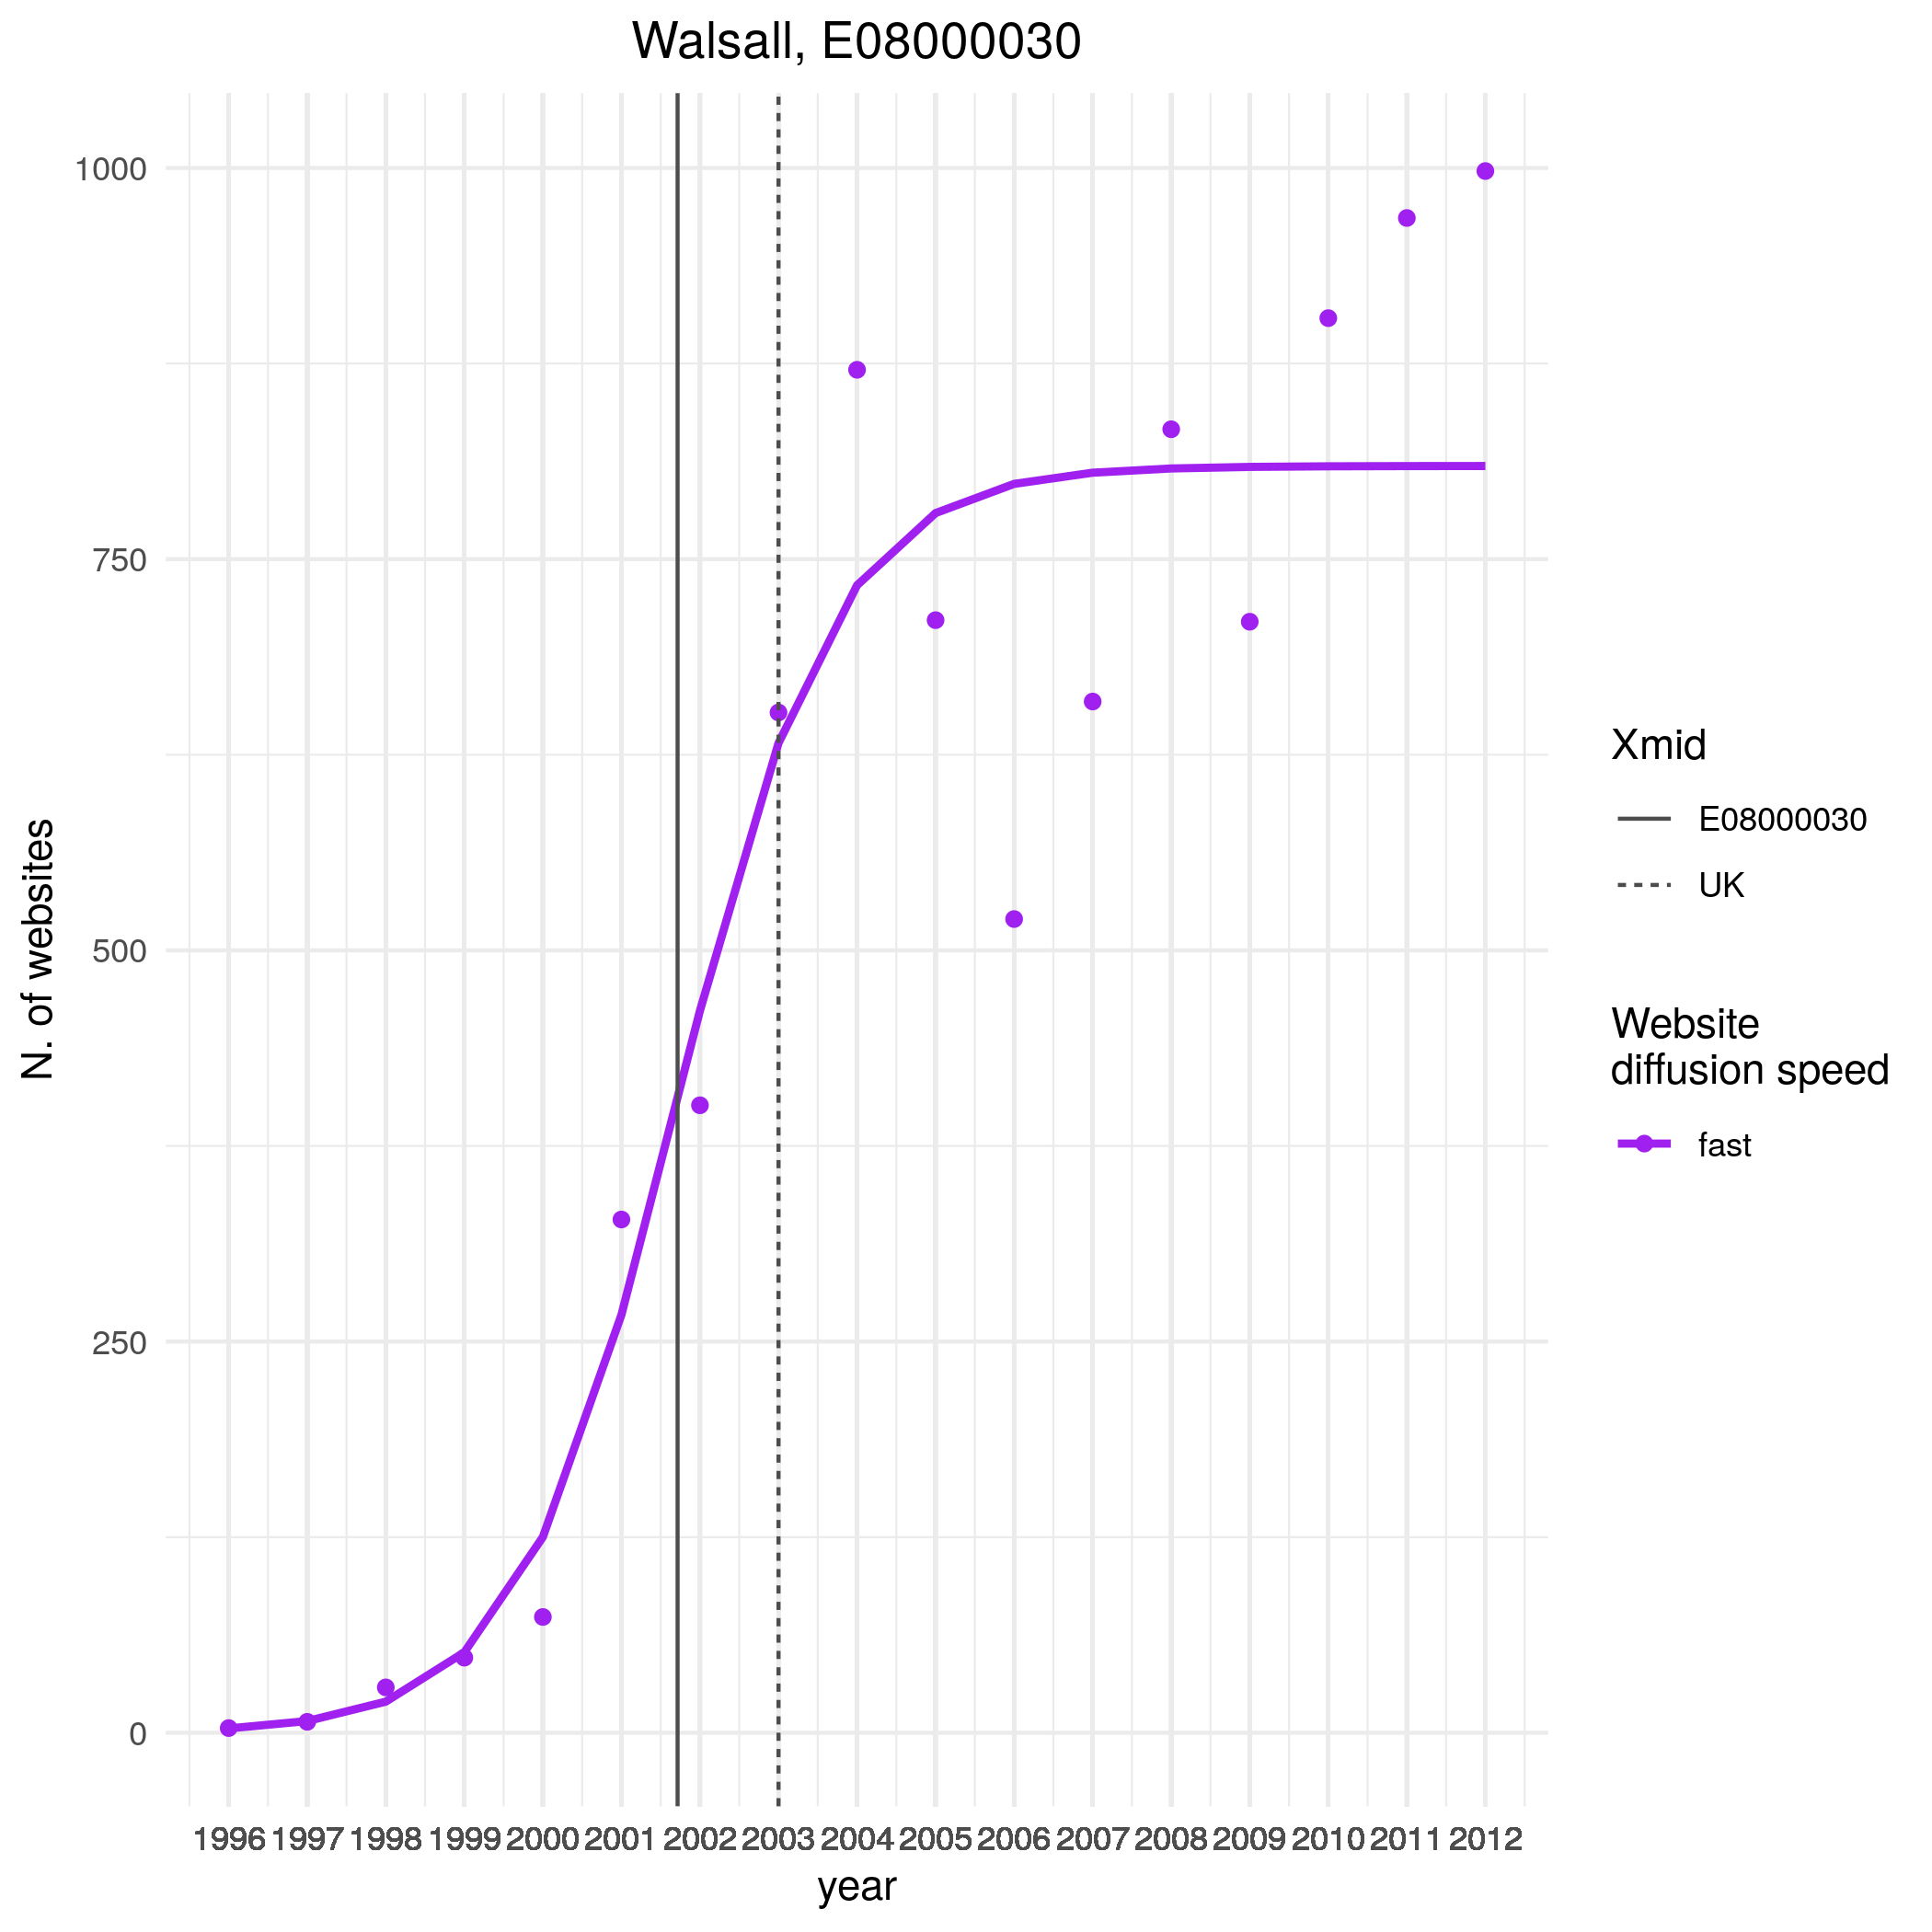 Walsall, E08000030
1000
750
500
250
0
N. of websites
1996 1997 1998 1999 2000 2001 2002 2003 2004 2005 2006 2007 2008 2009 2010 2011 2012
year
Xmid
E08000030
UK
Website
diffusion speed
fast